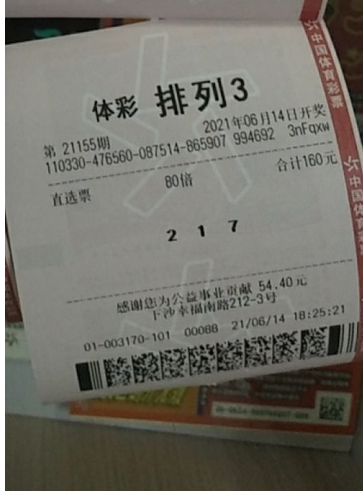 中国体育彩票
体彩 排列3
第 21155期 2021年06月14日开奖
110330-476560-087514-865907 994692 3nFqxw
直选票 80倍 合计160元
2 1 7
感谢您为公益事业贡献 54.40元
下沙幸福南路212-3号
01-003170-101 00088 21/06/14 18:25:21